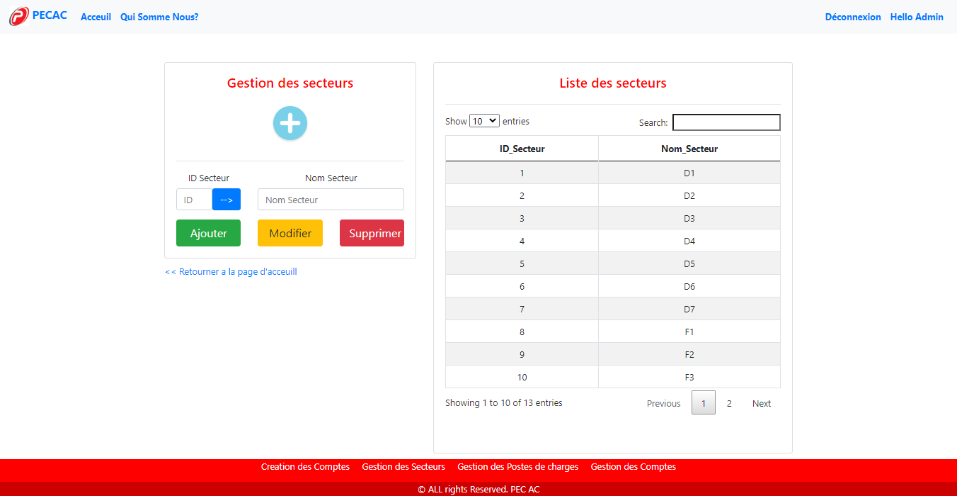 PECAC Acceuil Qui Somme Nous? Déconnexion Hello Admin
Gestion des secteurs
ID Secteur Nom Secteur
ID --> Nom Secteur
Ajouter Modifier Supprimer
<< Retourner a la page d'acceuill
Liste des secteurs
Show 10 entries Search:
ID_Secteur Nom_Secteur
1 D1
2 D2
3 D3
4 D4
5 D5
6 D6
7 D7
8 F1
9 F2
10 F3
Showing 1 to 10 of 13 entries Previous 1 2 Next
Creation des Comptes Gestion des Secteurs Gestion des Postes de charges Gestion des Comptes
© ALL rights Reserved. PEC AC